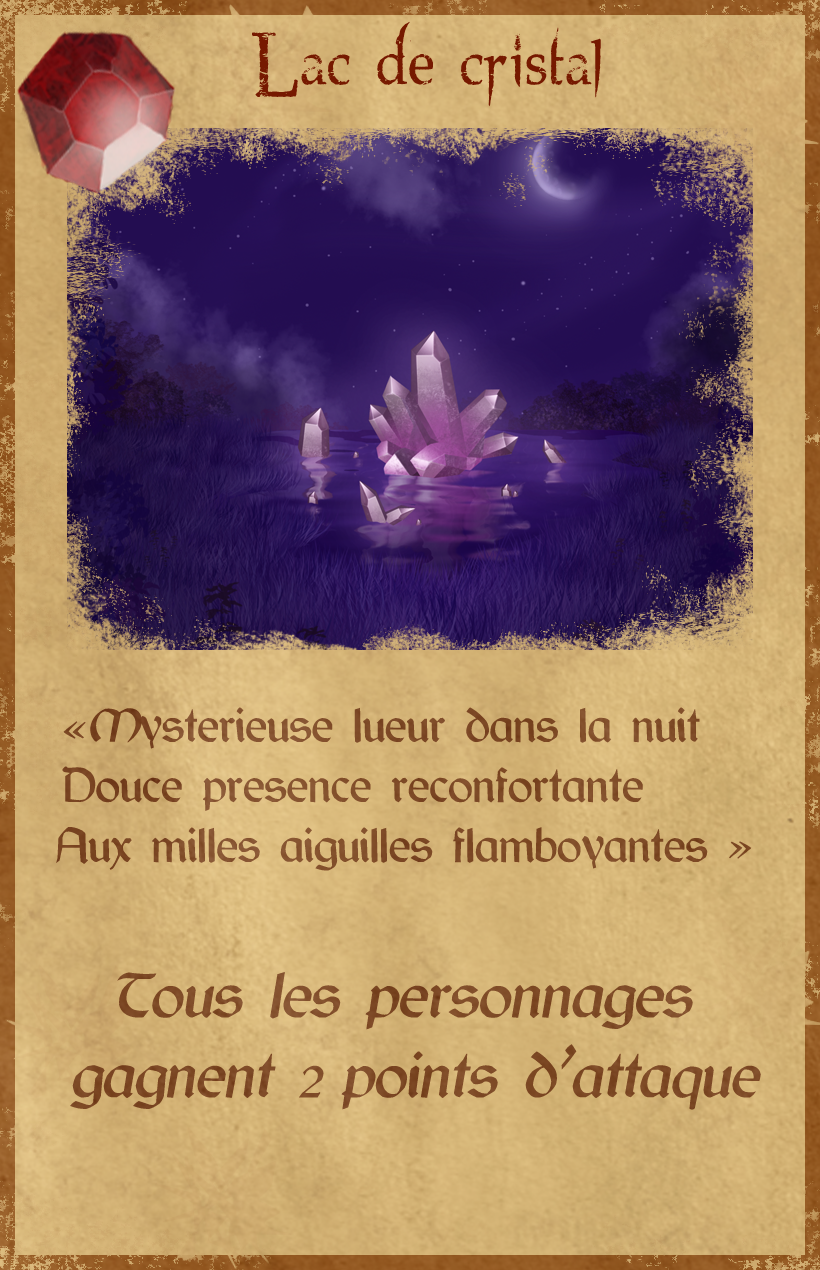 Lac de cristal
«Mysterieuse lueur dans la nuit
Douce presence reconfortante
Aux milles aiguilles flamboyantes »
Tous les personnages
gagnent 2 points d'attaque